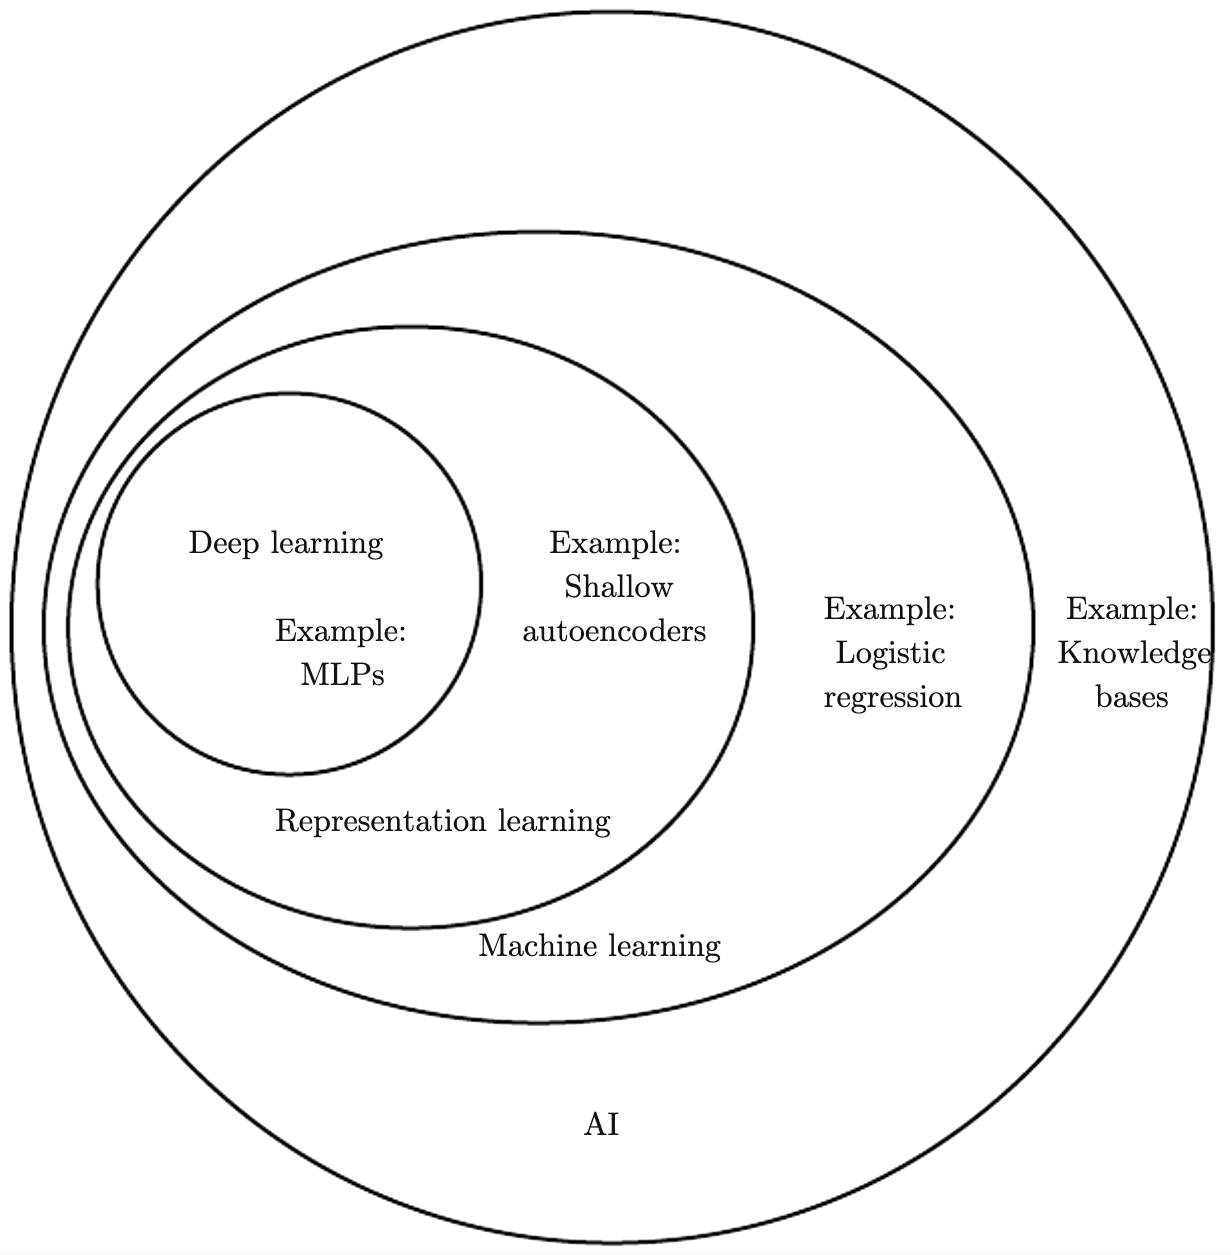 Deep learning
Example:
MLPs
Example:
Shallow
autoencoders
Example:
Logistic
regression
Example:
Knowledge
bases
Representation learning
Machine learning
AI